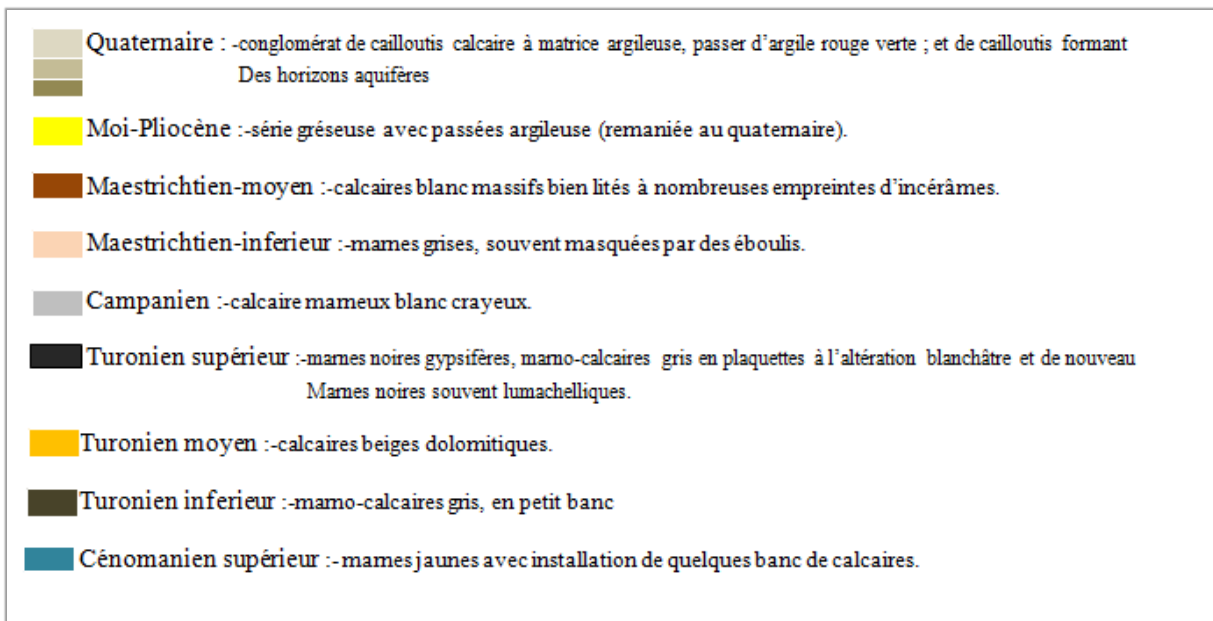 Quaternaire : -conglomérat de cailloutis calcaire à matrice argileuse, passer d’argile rouge verte ; et de cailloutis formant
Des horizons aquifères
Moi-Pliocène :-série gréseuse avec passées argileuse (remaniée au quaternaire).
Maestrichtien-moyen :-calcaires blanc massifs bien lités à nombreuses empreintes d’incérâmes.
Maestrichtien-inferieur :-marnes grises, souvent masquées par des éboulis.
Campanien :-calcaire marneux blanc crayeux.
Turonien supérieur :-marnes noires gypsifères, marno-calcaires gris en plaquettes à l’altération blanchâtre et de nouveau
Marnes noires souvent lumachelliques.
Turonien moyen :-calcaires beiges dolomitiques.
Turonien inferieur :-marno-calcaires gris, en petit banc
Cénomanien supérieur :- marnes jaunes avec installation de quelques banc de calcaires.